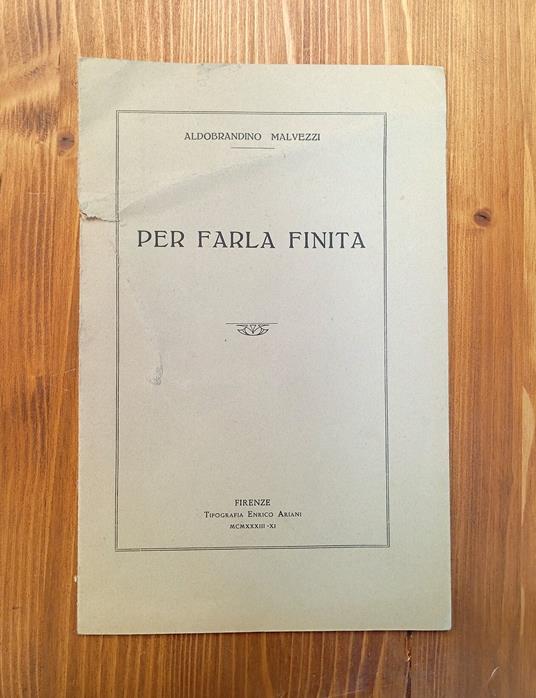 ALDOBRANDINO MALVEZZI
PER FARLA FINITA
FIRENZE
TIPOGRAFIA ENRICO ARIANI
MCMXXXIII-XI